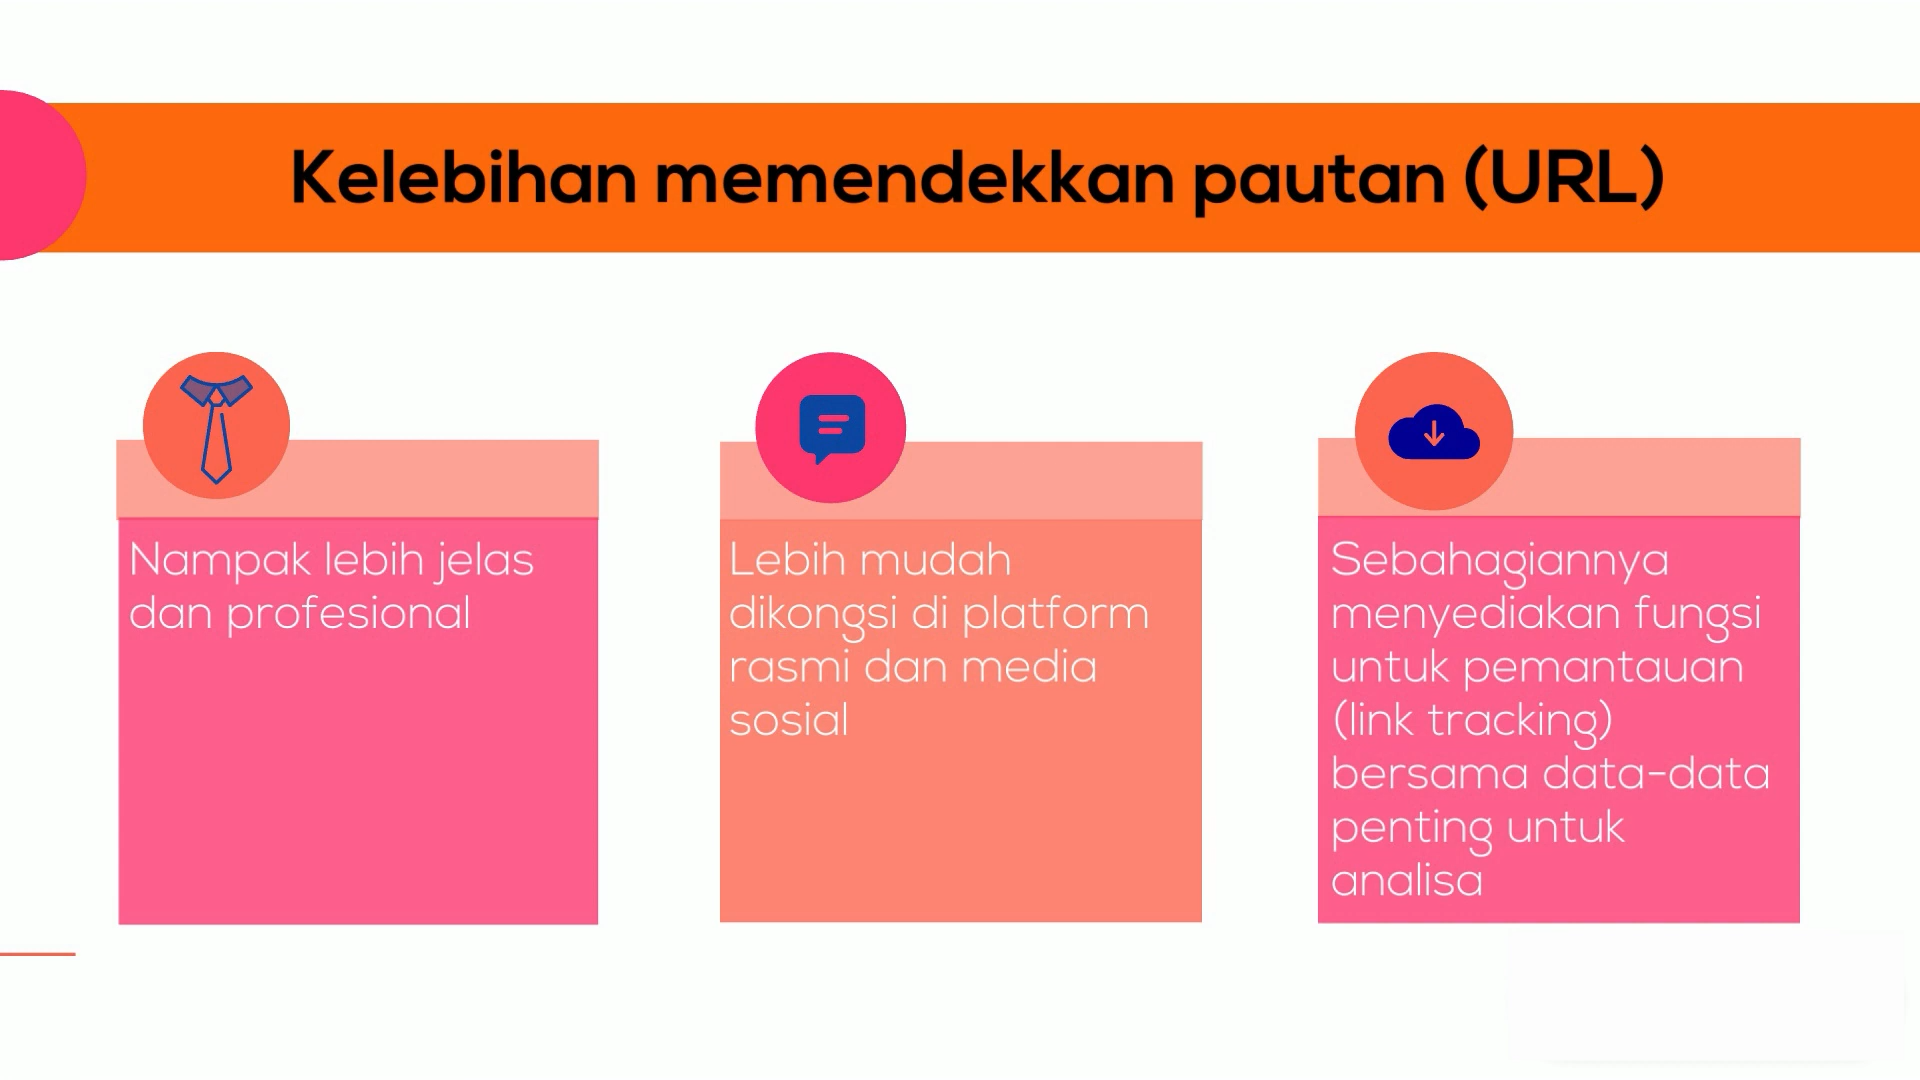 Kelebihan memendekkan pautan (URL)
Nampak lebih jelas
dan profesional
Lebih mudah
dikongsi di platform
rasmi dan media
sosial
Sebahagiannya
menyediakan fungsi
untuk pemantauan
(link tracking)
bersama data-data
penting untuk
analisa